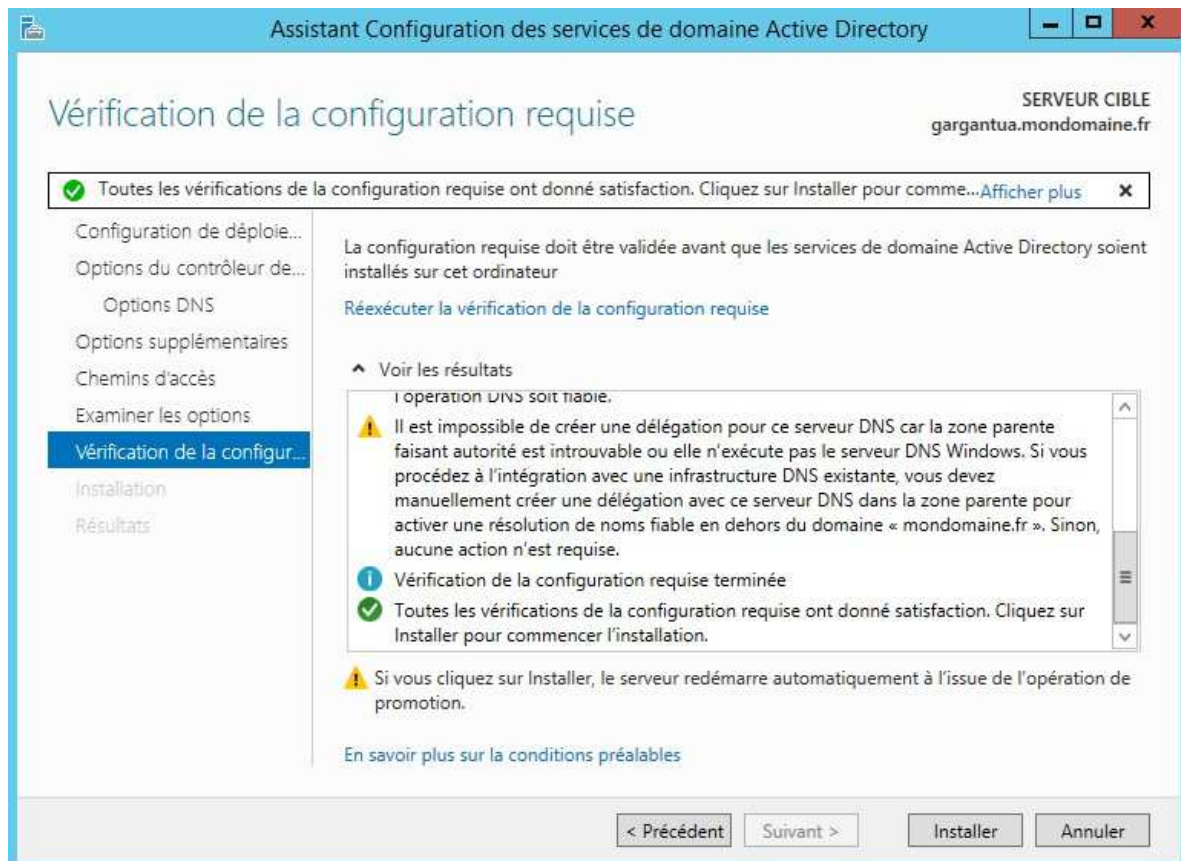 Assistant Configuration des services de domaine Active Directory
Vérification de la configuration requise
SERVEUR CIBLE
gargantua.mondomaine.fr
Toutes les vérifications de la configuration requise ont donné satisfaction. Cliquez sur Installer pour comme... Afficher plus
Configuration de déploie...
Options du contrôleur de...
Options DNS
Options supplémentaires
Chemins d'accès
Examiner les options
Vérification de la configur...
Installation
Résultats
La configuration requise doit être validée avant que les services de domaine Active Directory soient
installés sur cet ordinateur
Réexécuter la vérification de la configuration requise
Voir les résultats
l'opération DNS soit fiable.
Il est impossible de créer une délégation pour ce serveur DNS car la zone parente
faisant autorité est introuvable ou elle n'exécute pas le serveur DNS Windows. Si vous
procédez à l'intégration avec une infrastructure DNS existante, vous devez
manuellement créer une délégation avec ce serveur DNS dans la zone parente pour
activer une résolution de noms fiable en dehors du domaine « mondomaine.fr ». Sinon,
aucune action n'est requise.
Vérification de la configuration requise terminée
Toutes les vérifications de la configuration requise ont donné satisfaction. Cliquez sur
Installer pour commencer l'installation.
Si vous cliquez sur Installer, le serveur redémarre automatiquement à l'issue de l'opération de
promotion.
En savoir plus sur la conditions préalables
< Précédent
Suivant >
Installer
Annuler